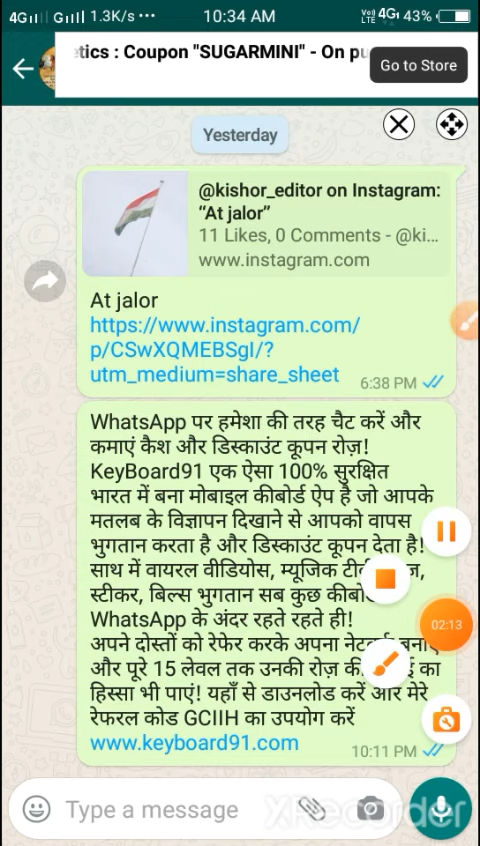 4G 1.3K/s ••• 10:34 AM VoLTE 4G 43%
tics : Coupon "SUGARMINI" - On
Go to Store
Yesterday
@kishor_editor on Instagram:
“At jalor”
11 Likes, 0 Comments - @ki...
www.instagram.com
At jalor
https://www.instagram.com/
p/CSwXQMEBSgI/?
utm_medium=share_sheet
6:38 PM
WhatsApp पर हमेशा की तरह चैट करें और
कमाएं कैश और डिस्काउंट कूपन रोज़!
KeyBoard91 एक ऐसा 100% सुरक्षित
भारत में बना मोबाइल कीबोर्ड ऐप है जो आपके
मतलब के विज्ञापन दिखाने से आपको वापस
भुगतान करता है और डिस्काउंट कूपन देता है!
साथ में वायरल वीडियोस, म्यूजिक
स्टीकर, बिल्स भुगतान सब कुछ
WhatsApp के अंदर रहते रहते ही!
02:13
अपने दोस्तों को रेफेर करके अपना
और पूरे 15 लेवल तक उनकी रोज़ का
हिस्सा भी पाएं! यहाँ से डाउनलोड करें और मेरे
रेफरल कोड GCIIH का उपयोग करें
www.keyboard91.com
10:11 PM
Type a message
XRecorder